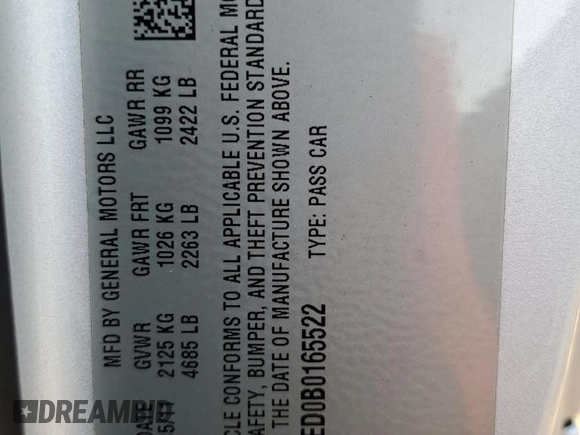 MFD BY GENERAL MOTORS LLC
GVWR GAWR FRT GAWR RR
2125 KG 1026 KG 1099 KG
4685 LB 2263 LB 2422 LB
CLE CONFORMS TO ALL APPLICABLE U.S. FEDERAL MO
AFETY, BUMPER, AND THEFT PREVENTION STANDARD
THE DATE OF MANUFACTURE SHOWN ABOVE.
ED0B0165522 TYPE: PASS CAR
DREAMBID